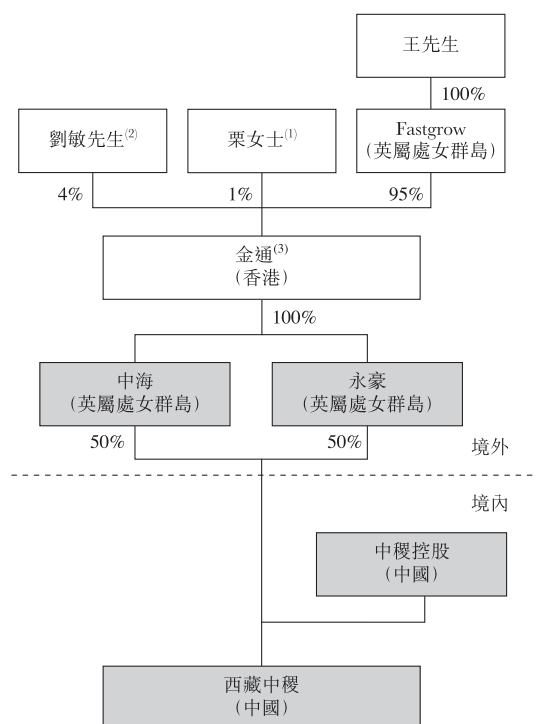 王先生
100%
劉敏先生(2)
栗女士(1)
Fastgrow
(英屬處女群島)
4%
1%
95%
金通(3)
(香港)
100%
中海
(英屬處女群島)
永豪
(英屬處女群島)
50%
50%
境外
境內
中稷控股
(中國)
西藏中稷
(中國)